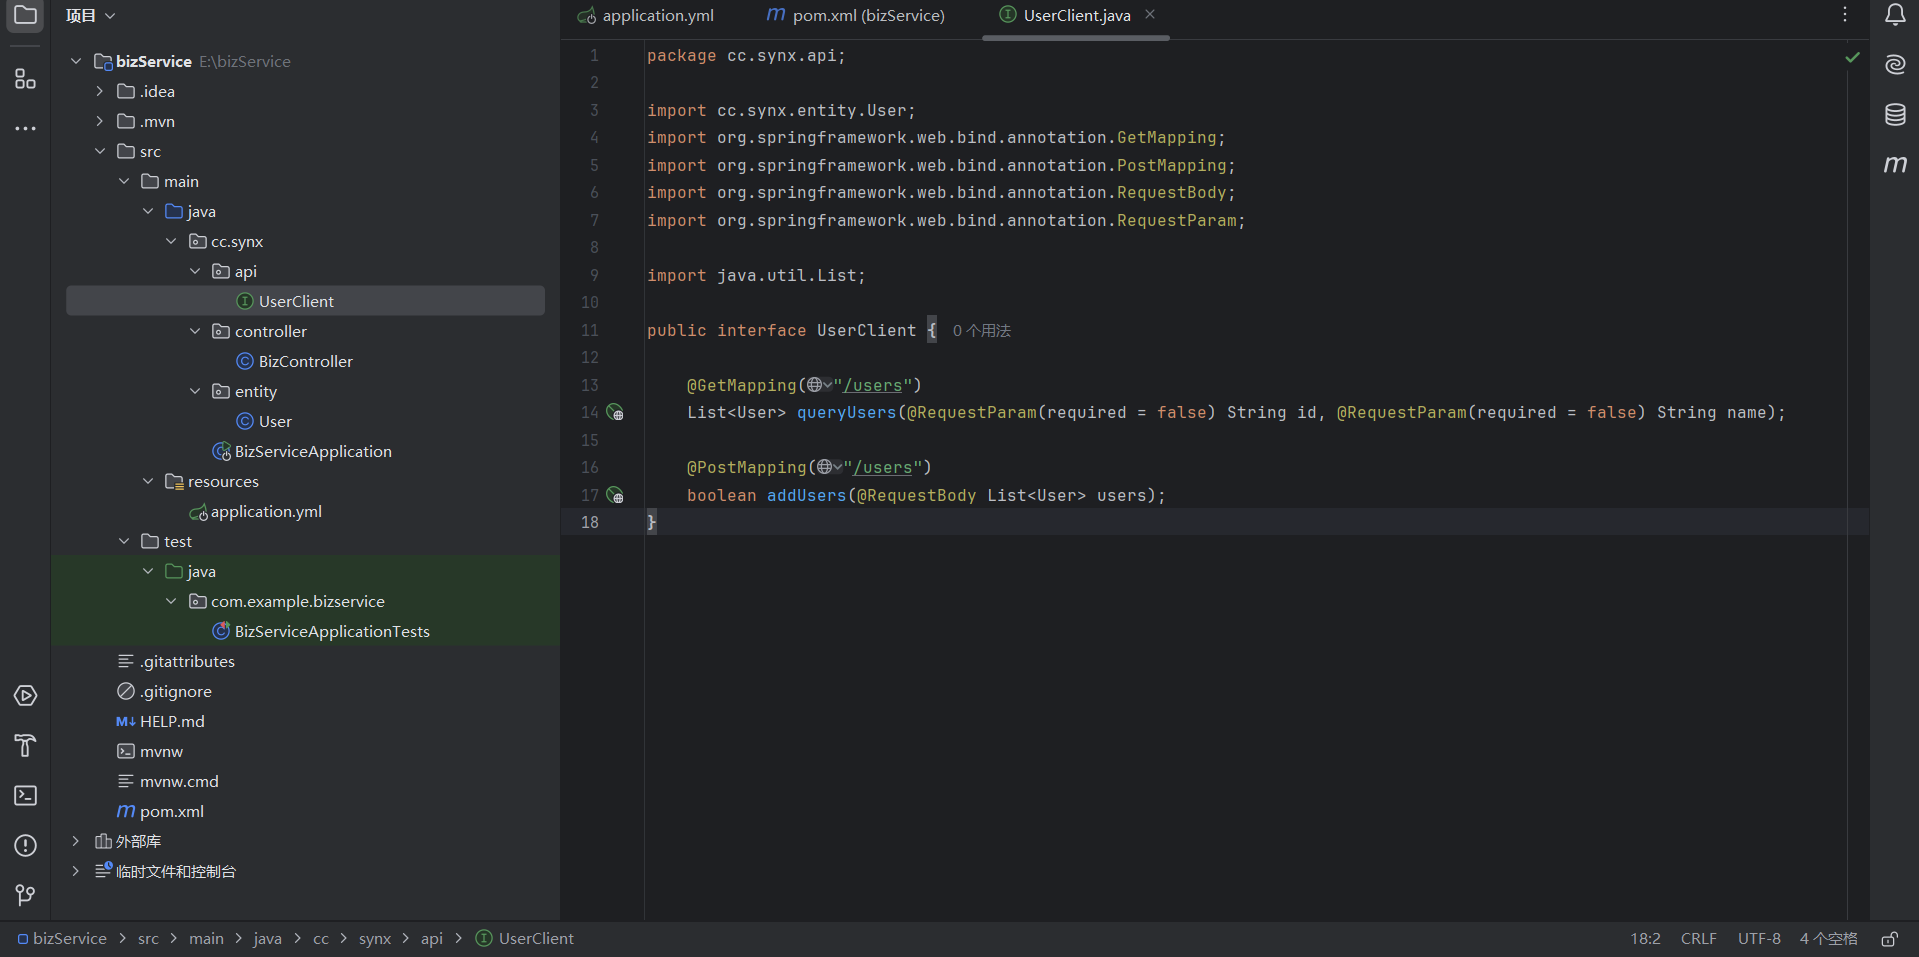 项目
bizService E:\bizService
.idea
.mvn
src
main
java
cc.synx
api
UserClient
controller
BizController
entity
User
BizServiceApplication
resources
application.yml
test
java
com.example.bizservice
BizServiceApplicationTests
.gitattributes
.gitignore
M↓ HELP.md
mvnw
mvnw.cmd
m pom.xml
外部库
临时文件和控制台
application.yml m pom.xml (bizService) UserClient.java
1 package cc.synx.api;
2
3 import cc.synx.entity.User;
4 import org.springframework.web.bind.annotation.GetMapping;
5 import org.springframework.web.bind.annotation.PostMapping;
6 import org.springframework.web.bind.annotation.RequestBody;
7 import org.springframework.web.bind.annotation.RequestParam;
8
9 import java.util.List;
10
11 public interface UserClient { 0 个用法
12
13 @GetMapping("/users")
14 List<User> queryUsers(@RequestParam(required = false) String id, @RequestParam(required = false) String name);
15
16 @PostMapping("/users")
17 boolean addUsers(@RequestBody List<User> users);
18 }
m
bizService > src > main > java > cc > synx > api > UserClient
18:2 CRLF UTF-8 4 个空格